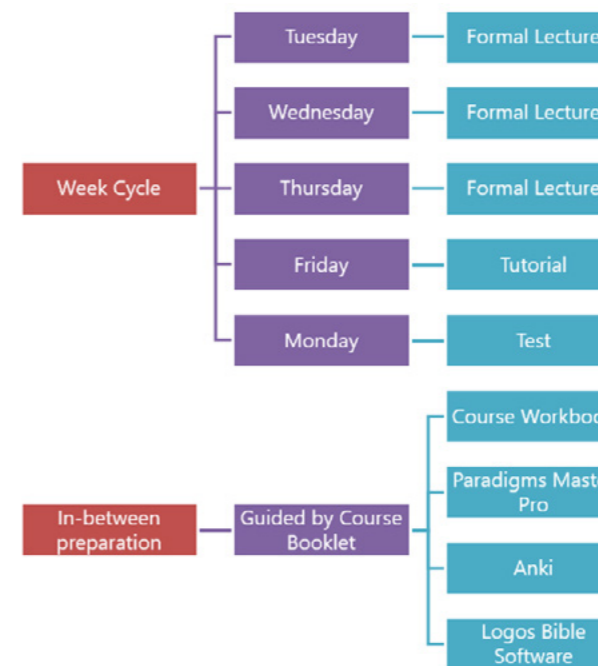 Tuesday
Formal Lecture
Wednesday
Formal Lecture
Week Cycle
Thursday
Formal Lecture
Friday
Tutorial
Monday
Test
Course Workboo
In-between
preparation
Guided by Course
Booklet
Paradigms Maste
Pro
Anki
Logos Bible
Software